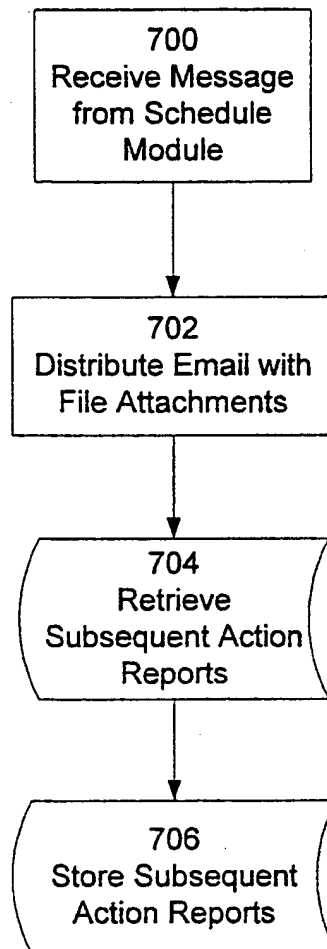 700
Receive Message
from Schedule
Module
702
Distribute Email with
File Attachments
704
Retrieve
Subsequent Action
Reports
706
Store Subsequent
Action Reports